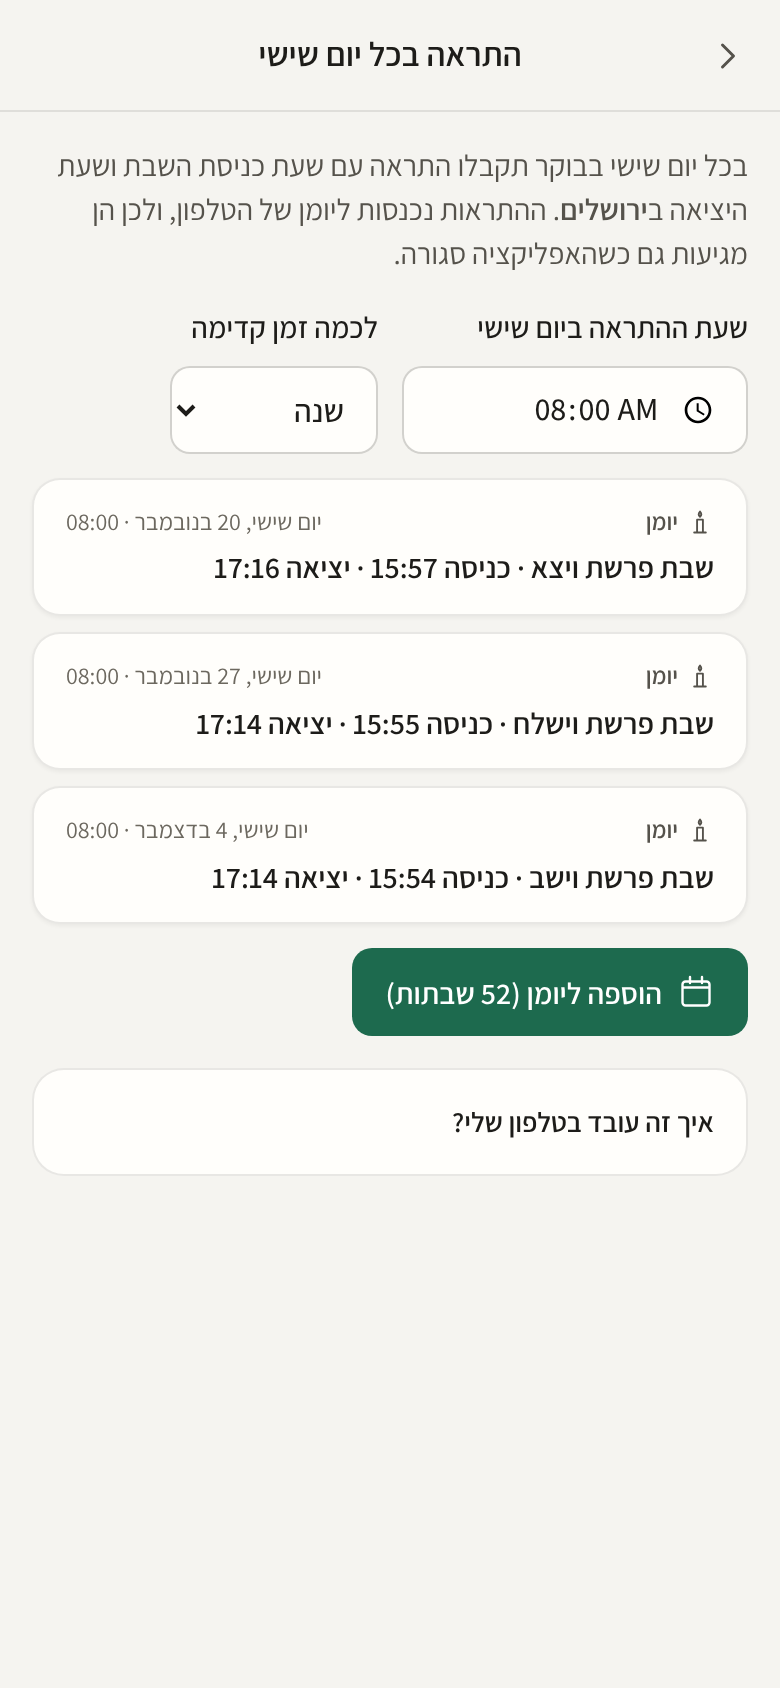 התראה בכל יום שישי
בכל יום שישי בבוקר תקבלו התראה עם שעת כניסת השבת ושעת
היציאה בירושלים. ההתראות נכנסות ליומן של הטלפון, ולכן הן
מגיעות גם כשהאפליקציה סגורה.
שעת ההתראה ביום שישי
08:00 AM
לכמה זמן קדימה
שנה
יומן
יום שישי, 20 בנובמבר · 08:00
שבת פרשת ויצא · כניסה 15:57 · יציאה 17:16
יומן
יום שישי, 27 בנובמבר · 08:00
שבת פרשת וישלח · כניסה 15:55 · יציאה 17:14
יומן
יום שישי, 4 בדצמבר · 08:00
שבת פרשת וישב · כניסה 15:54 · יציאה 17:14
הוספה ליומן (52 שבתות)
איך זה עובד בטלפון שלי?